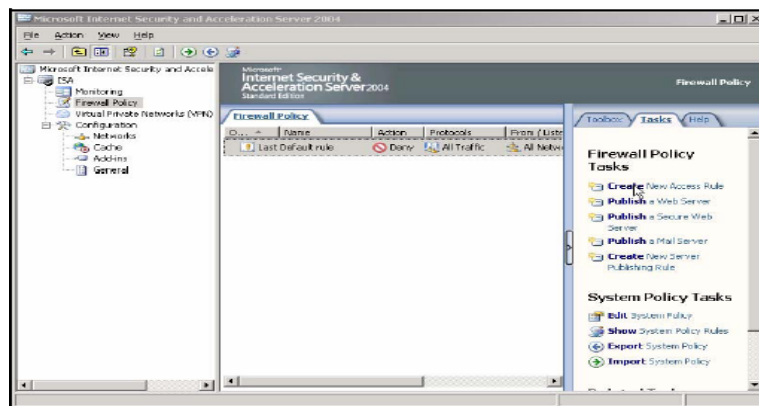 Microsoft Internet Security and Acceleration Server 2004
File Action View Help
Microsoft Internet Security and Accele
ISA
Monitoring
Firewall Policy
Virtual Private Networks (VPN)
Configuration
Networks
Cache
Add-ins
General
Microsoft
Internet Security &
Acceleration Server 2004
Standard Edition
Firewall Policy
Firewall Policy
O... Name Action Protocols From / Liste
Last Default rule Deny All Traffic All Netwo
Toolbox Tasks Help
Firewall Policy
Tasks
Create New Access Rule
Publish a Web Server
Publish a Secure Web
Server
Publish a Mail Server
Create New Server
Publishing Rule
System Policy Tasks
Edit System Policy
Show System Policy Rules
Export System Policy
Import System Policy